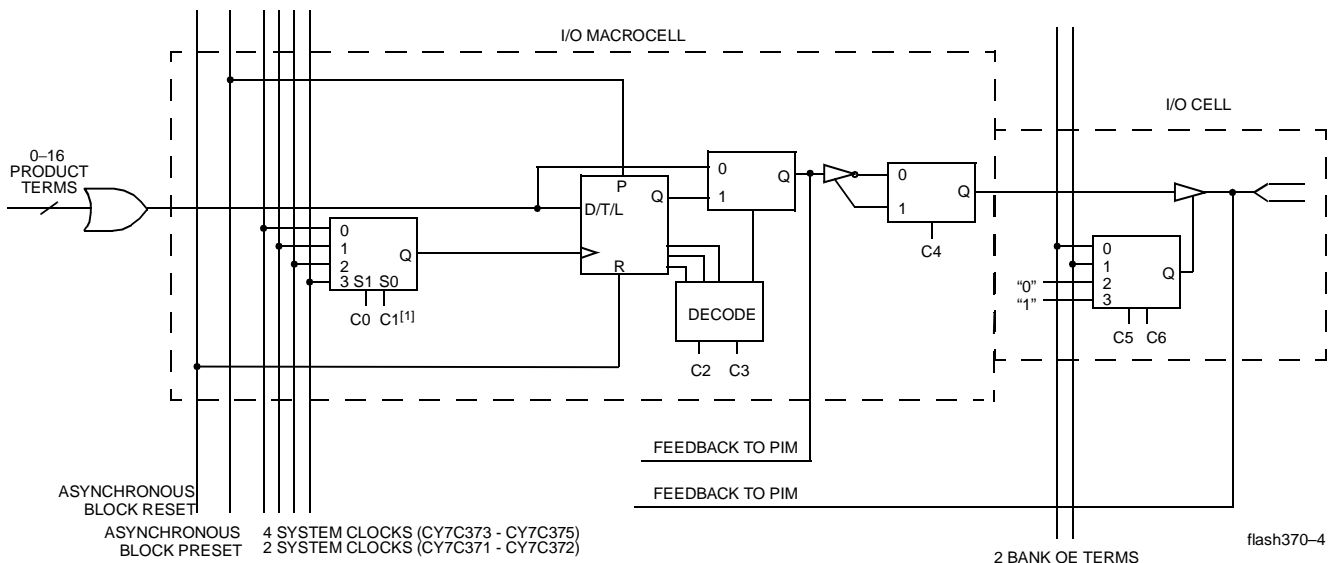 I/O MACROCELL
I/O CELL
0–16
PRODUCT
TERMS
P
D/T/L
Q
R
0
1
2
3
S1 S0
Q
C0 C1[1]
0
1
Q
DECODE
C2 C3
0
1
Q
C4
"0"
"1"
0
1
2
3
Q
C5 C6
FEEDBACK TO PIM
FEEDBACK TO PIM
ASYNCHRONOUS
BLOCK RESET
ASYNCHRONOUS
BLOCK PRESET
4 SYSTEM CLOCKS (CY7C373 - CY7C375)
2 SYSTEM CLOCKS (CY7C371 - CY7C372)
2 BANK OE TERMS
flash370–4